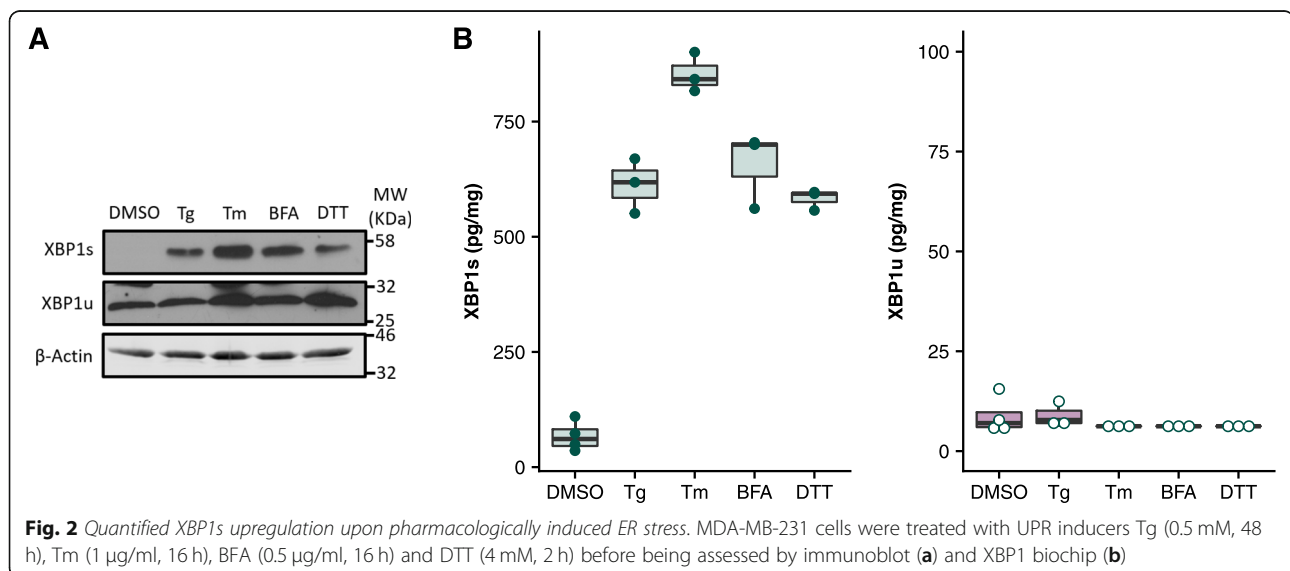 A
B
MW
(KDa)
DMSO Tg Tm BFA DTT
XBP1s
58
XBP1u
32
25
β-Actin
46
32
XBP1s (pg/mg)
750
500
250
0
DMSO Tg Tm BFA DTT
XBP1u (pg/mg)
100
75
50
25
0
DMSO Tg Tm BFA DTT
Fig. 2 Quantified XBP1s upregulation upon pharmacologically induced ER stress. MDA-MB-231 cells were treated with UPR inducers Tg (0.5 mM, 48
h), Tm (1 μg/ml, 16 h), BFA (0.5 μg/ml, 16 h) and DTT (4 mM, 2 h) before being assessed by immunoblot (a) and XBP1 biochip (b)